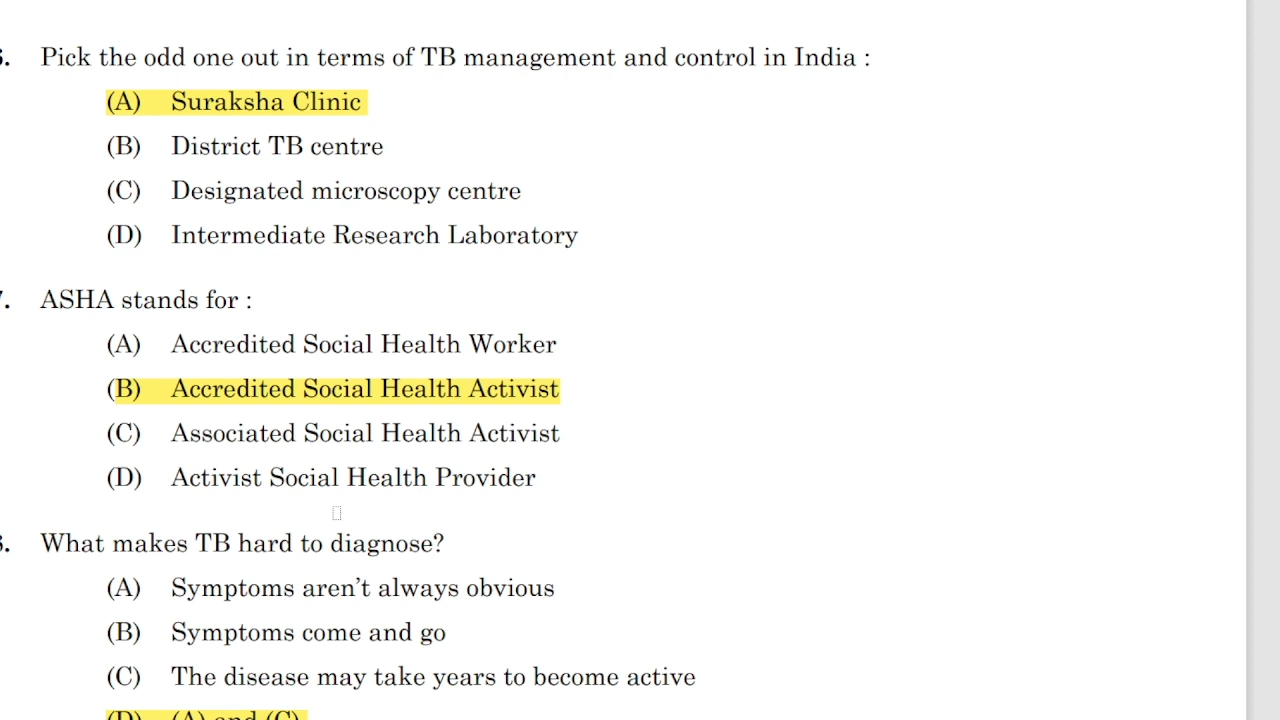 . Pick the odd one out in terms of TB management and control in India :
(A) Suraksha Clinic
(B) District TB centre
(C) Designated microscopy centre
(D) Intermediate Research Laboratory
. ASHA stands for :
(A) Accredited Social Health Worker
(B) Accredited Social Health Activist
(C) Associated Social Health Activist
(D) Activist Social Health Provider
. What makes TB hard to diagnose?
(A) Symptoms aren’t always obvious
(B) Symptoms come and go
(C) The disease may take years to become active
(D) (A) and (C)